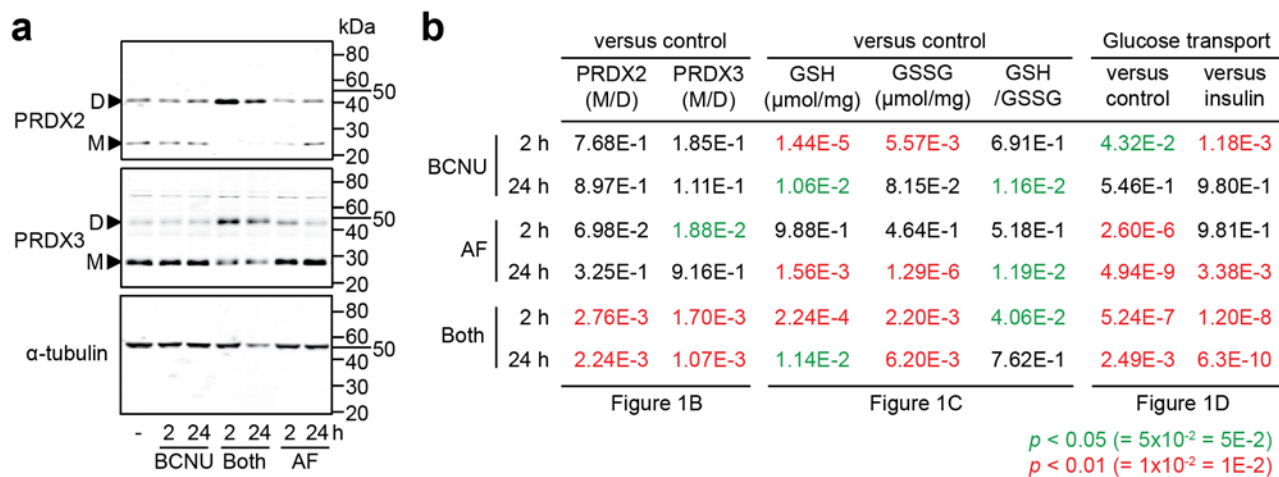 a
kDa
80
60
D
50
40
PRDX2
30
M
20
80
60
D
50
40
PRDX3
M
30
20
80
60
α-tubulin
50
40
30
20
- 2 24 2 24 2 24 h
BCNU Both AF
b
versus control versus control Glucose transport
PRDX2 PRDX3 GSH GSSG GSH versus versus
(M/D) (M/D) (µmol/mg) (µmol/mg) /GSSG control insulin
2 h 7.68E-1 1.85E-1 1.44E-5 5.57E-3 6.91E-1 4.32E-2 1.18E-3
BCNU
24 h 8.97E-1 1.11E-1 1.06E-2 8.15E-2 1.16E-2 5.46E-1 9.80E-1
2 h 6.98E-2 1.88E-2 9.88E-1 4.64E-1 5.18E-1 2.60E-6 9.81E-1
AF
24 h 3.25E-1 9.16E-1 1.56E-3 1.29E-6 1.19E-2 4.94E-9 3.38E-3
2 h 2.76E-3 1.70E-3 2.24E-4 2.20E-3 4.06E-2 5.24E-7 1.20E-8
Both
24 h 2.24E-3 1.07E-3 1.14E-2 6.20E-3 7.62E-1 2.49E-3 6.3E-10
Figure 1B Figure 1C Figure 1D
p < 0.05 (= 5x10⁻² = 5E-2)
p < 0.01 (= 1x10⁻² = 1E-2)